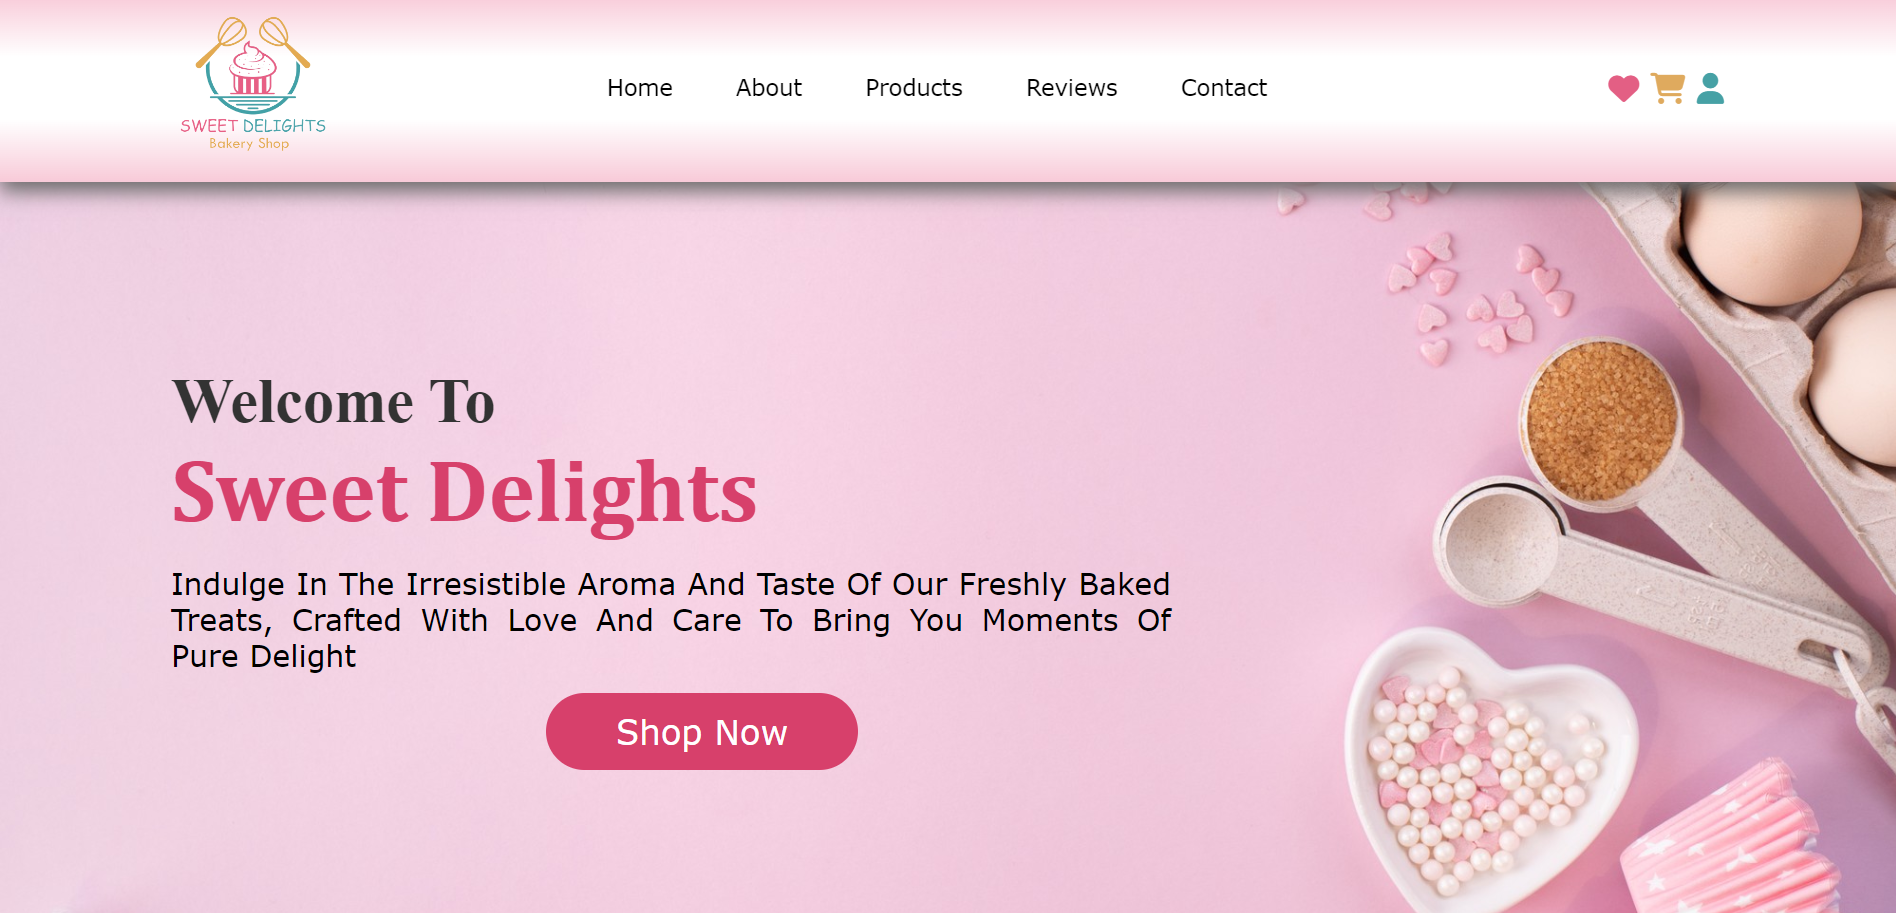 SWEET DELIGHTS
Bakery Shop
Home About Products Reviews Contact
Welcome To
Sweet Delights
Indulge In The Irresistible Aroma And Taste Of Our Freshly Baked
Treats, Crafted With Love And Care To Bring You Moments Of
Pure Delight
Shop Now